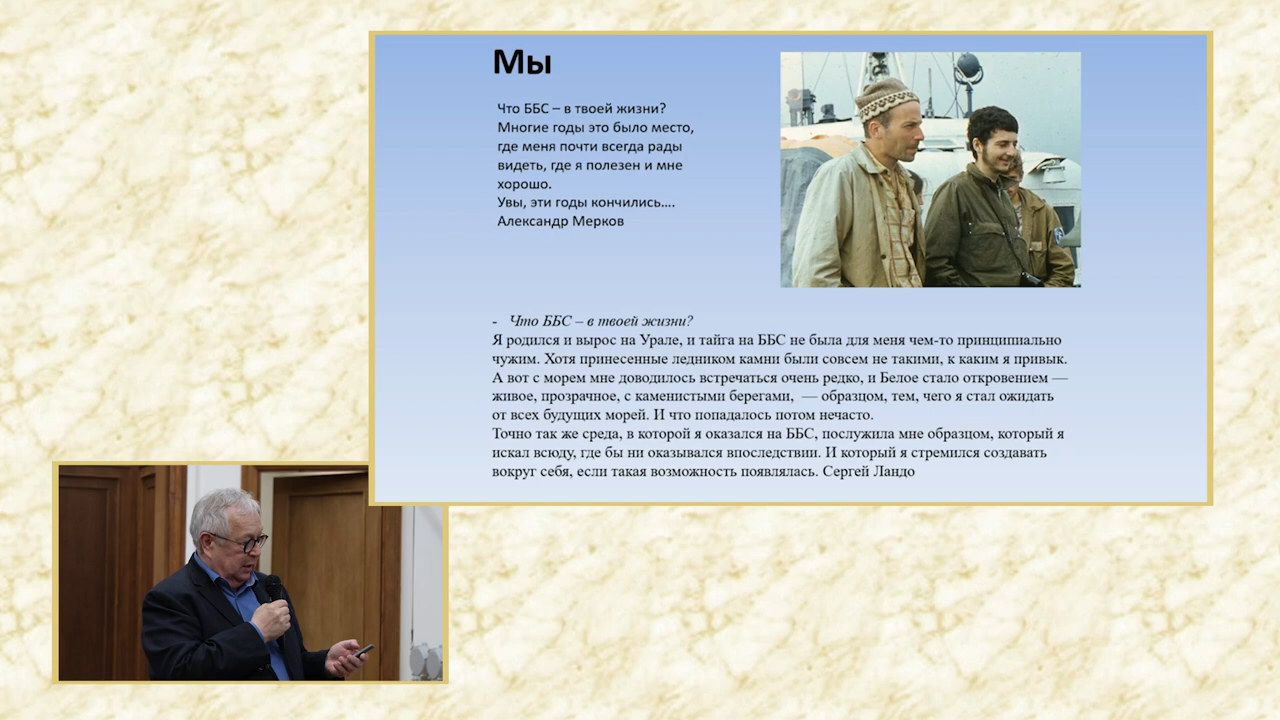 Мы
Что ББС – в твоей жизни?
Многие годы это было место,
где меня почти всегда рады
видеть, где я полезен и мне
хорошо.
Увы, эти годы кончились….
Александр Мерков
- Что ББС – в твоей жизни?
Я родился и вырос на Урале, и тайга на ББС не была для меня чем-то принципиально
чужим. Хотя принесенные ледником камни были совсем не такими, к каким я привык.
А вот с морем мне доводилось встречаться очень редко, и Белое стало откровением —
живое, прозрачное, с каменистыми берегами, — образцом, тем, чего я стал ожидать
от всех будущих морей. И что попадалось потом нечасто.
Точно так же среда, в которой я оказался на ББС, послужила мне образцом, который я
искал всюду, где бы ни оказывался впоследствии. И который я стремился создавать
вокруг себя, если такая возможность появлялась. Сергей Ландо